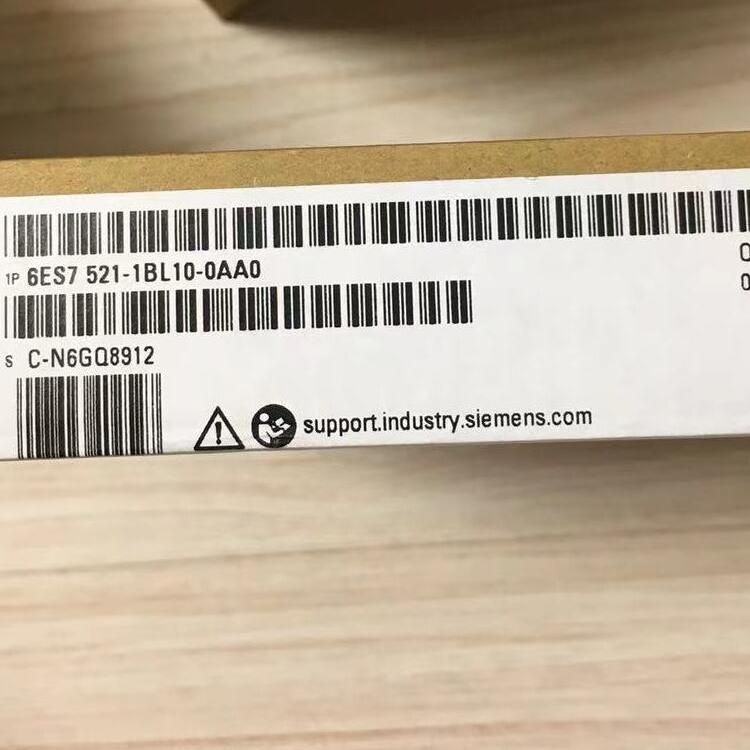 1P 6ES7 521-1BL10-0AA0
S C-N6GQ8912
support.industry.siemens.com